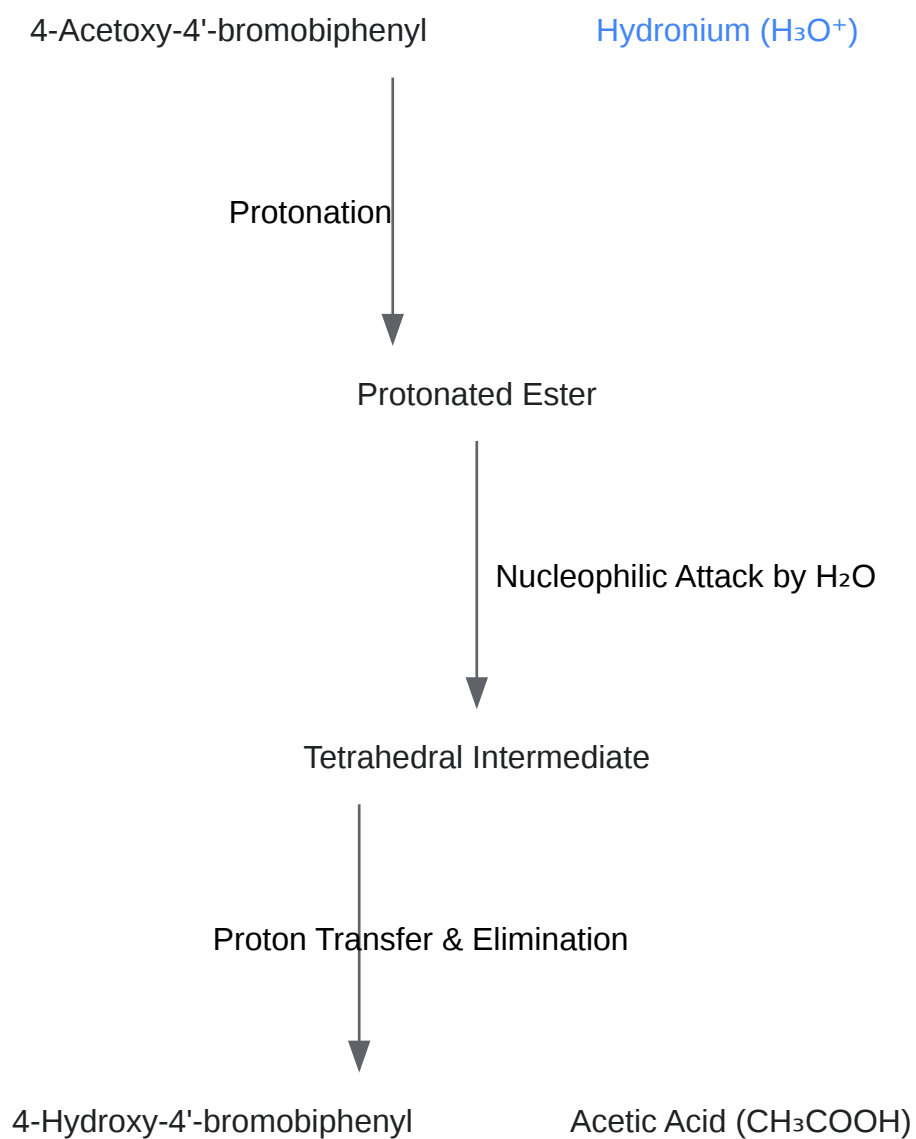 4-Acetoxy-4'-bromobiphenyl
Hydronium (H₃O⁺)
Protonation
Protonated Ester
Nucleophilic Attack by H₂O
Tetrahedral Intermediate
Proton Transfer & Elimination
4-Hydroxy-4'-bromobiphenyl
Acetic Acid (CH₃COOH)